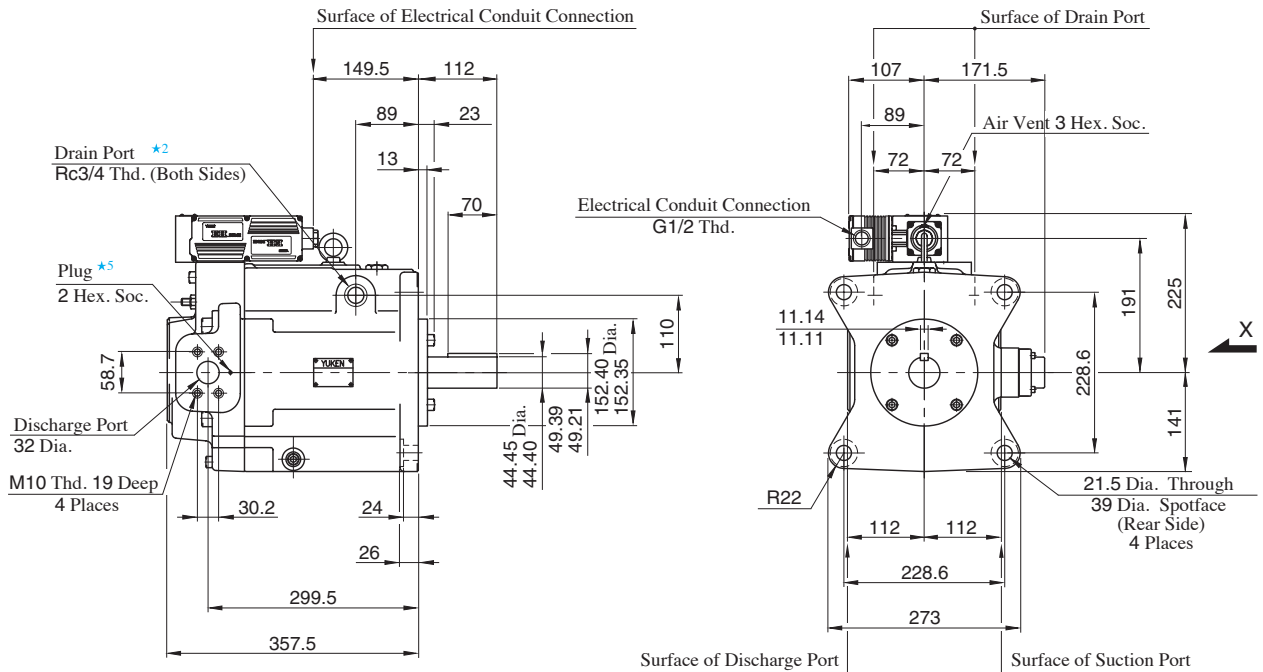 Surface of Electrical Conduit Connection
Surface of Drain Port
149.5
112
107
171.5
89
23
89
Air Vent 3 Hex. Soc.
Drain Port ★2
Rc3/4 Thd. (Both Sides)
13
72
72
70
Electrical Conduit Connection
G1/2 Thd.
Plug ★5
2 Hex. Soc.
110
11.14
11.11
191
225
X
58.7
YUKEN
228.6
152.40 Dia.
152.35
49.39
49.21
44.45 Dia.
44.40
141
Discharge Port
32 Dia.
M10 Thd. 19 Deep
4 Places
30.2
24
26
R22
21.5 Dia. Through
39 Dia. Spotface
(Rear Side)
4 Places
112
112
228.6
299.5
273
357.5
Surface of Discharge Port
Surface of Suction Port